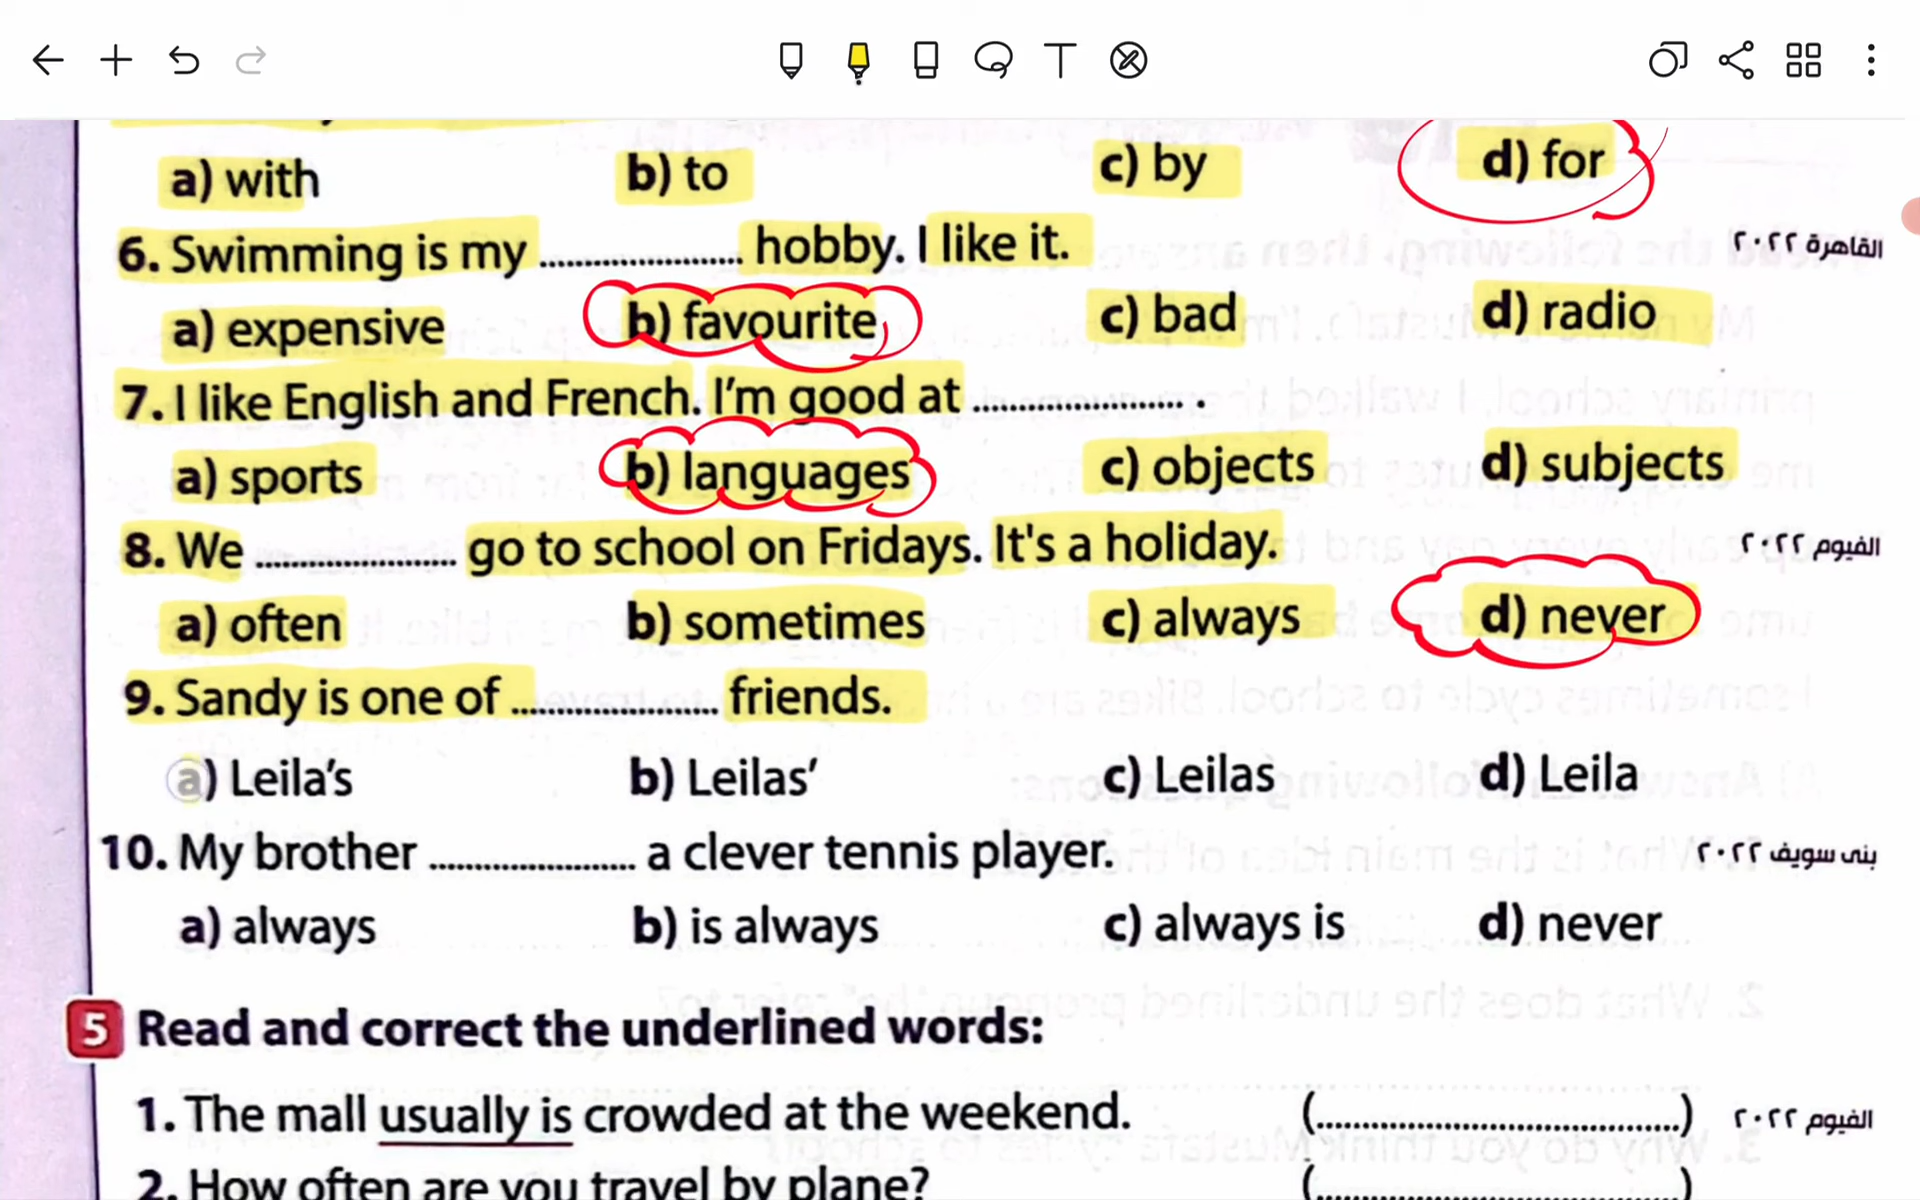 a) with b) to c) by d) for
6. Swimming is my .................... hobby. I like it. القاهرة ٢٠٢٢
a) expensive b) favourite c) bad d) radio
7. I like English and French. I'm good at .................... .
a) sports b) languages c) objects d) subjects
8. We .................... go to school on Fridays. It's a holiday. الفيوم ٢٠٢٢
a) often b) sometimes c) always d) never
9. Sandy is one of .................... friends.
a) Leila's b) Leilas' c) Leilas d) Leila
10. My brother .................... a clever tennis player. بنى سويف ٢٠٢٢
a) always b) is always c) always is d) never
5 Read and correct the underlined words:
1. The mall usually is crowded at the weekend. (....................) الفيوم ٢٠٢٢
2. How often are you travel by plane? (....................)